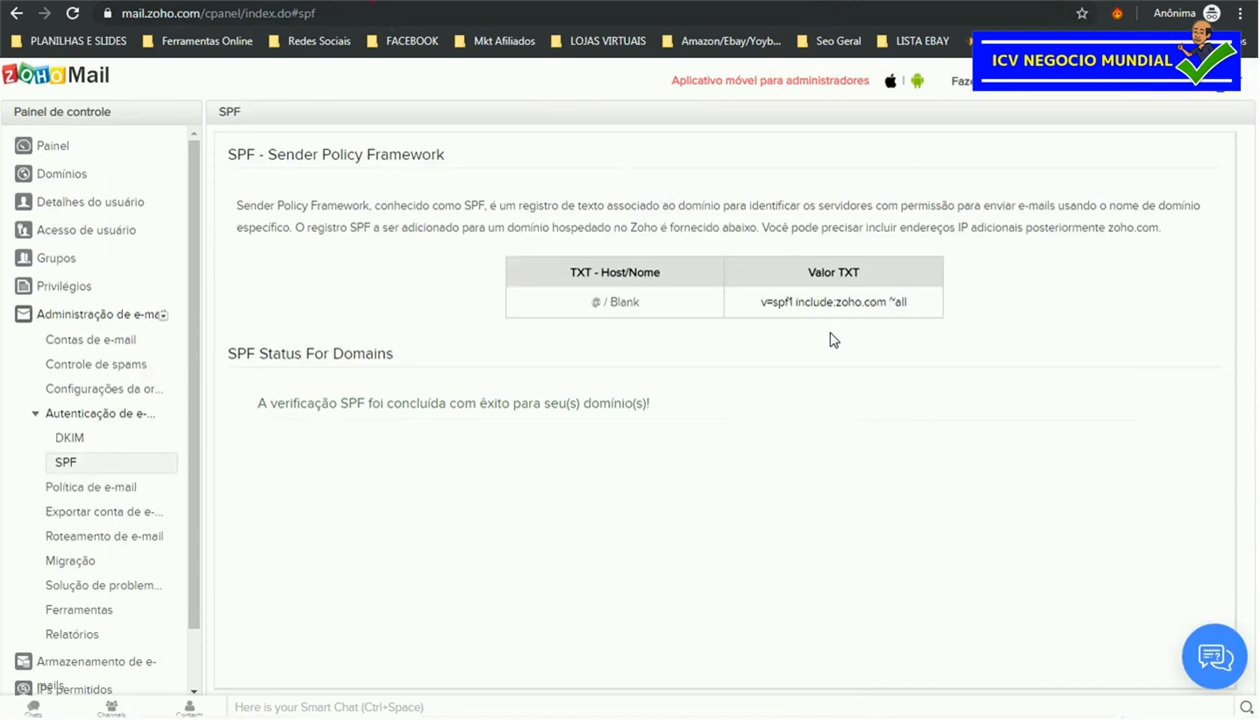 mail.zoho.com/cpanel/index.do#spf
Anônima
PLANILHAS E SLIDES
Ferramentas Online
Redes Sociais
FACEBOOK
Mkt Afiliados
LOJAS VIRTUAIS
Amazon/Ebay/Yoyb...
Seo Geral
LISTA EBAY
ICV NEGOCIO MUNDIAL
ZOHO Mail
Aplicativo móvel para administradores
Faze
Painel de controle
SPF
Painel
Domínios
Detalhes do usuário
Acesso de usuário
Grupos
Privilégios
Administração de e-ma
Contas de e-mail
Controle de spams
Configurações da or...
Autenticação de e-...
DKIM
SPF
Política de e-mail
Exportar conta de e-...
Roteamento de e-mail
Migração
Solução de problem...
Ferramentas
Relatórios
Armazenamento de e-
mails
IPs permitidos
SPF - Sender Policy Framework
Sender Policy Framework, conhecido como SPF, é um registro de texto associado ao domínio para identificar os servidores com permissão para enviar e-mails usando o nome de domínio
específico. O registro SPF a ser adicionado para um domínio hospedado no Zoho é fornecido abaixo. Você pode precisar incluir endereços IP adicionais posteriormente zoho.com.
TXT - Host/Nome
Valor TXT
@ / Blank
v=spf1 include:zoho.com ~all
SPF Status For Domains
A verificação SPF foi concluída com êxito para seu(s) domínio(s)!
Chats
Channels
Contacts
Here is your Smart Chat (Ctrl+Space)